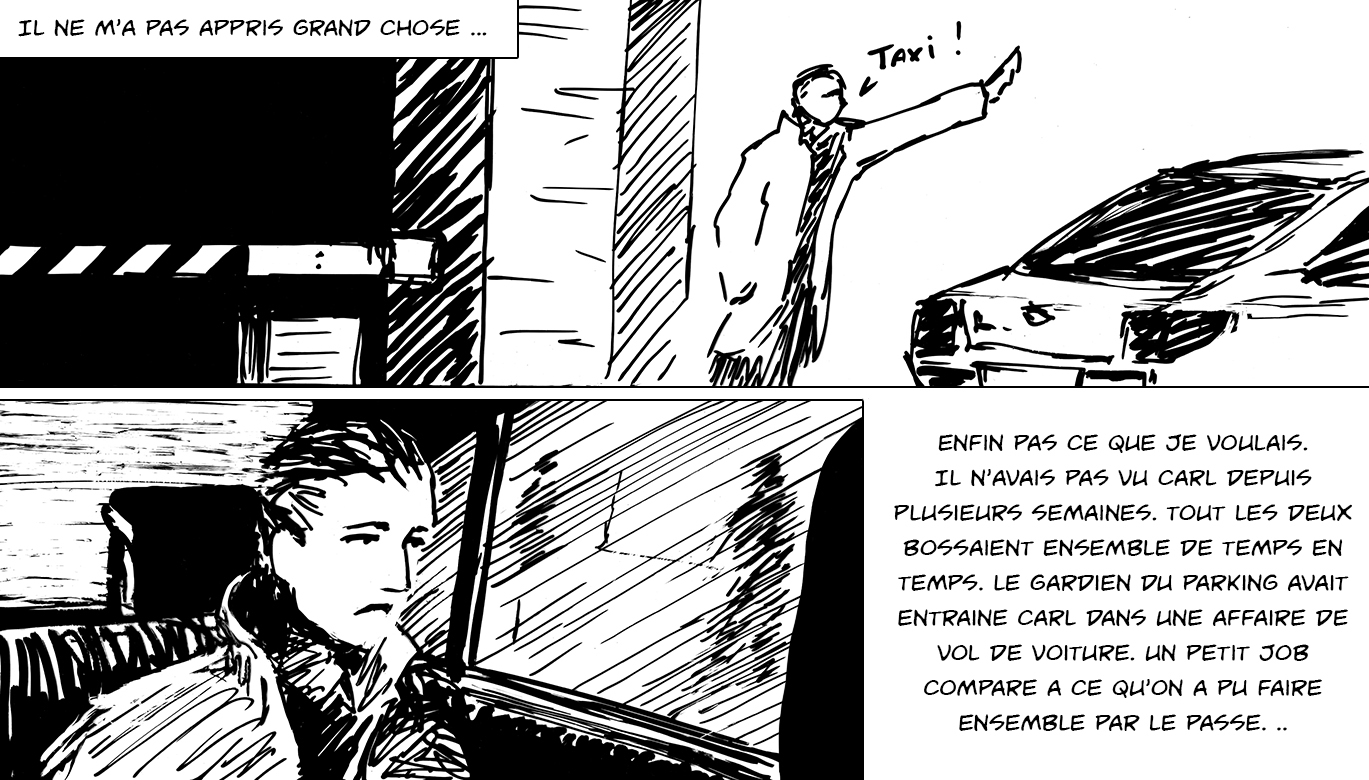 IL NE M'A PAS APPRIS GRAND CHOSE ...
TAXI !
ENFIN PAS CE QUE JE VOULAIS.
IL N'AVAIS PAS VU CARL DEPUIS
PLUSIEURS SEMAINES. TOUT LES DEUX
BOSSAIENT ENSEMBLE DE TEMPS EN
TEMPS. LE GARDIEN DU PARKING AVAIT
ENTRAINE CARL DANS UNE AFFAIRE DE
VOL DE VOITURE. UN PETIT JOB
COMPARE A CE QU'ON A PU FAIRE
ENSEMBLE PAR LE PASSE. ..